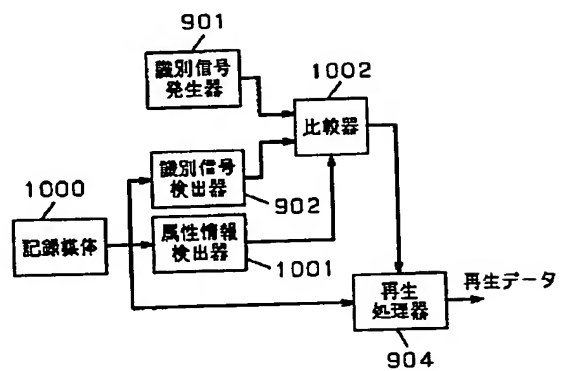 901
識別信号
発生器
1002
比較器
1000
識別信号
検出器
902
記録媒体
属性情報
検出器
1001
再生
処理器
再生データ
904